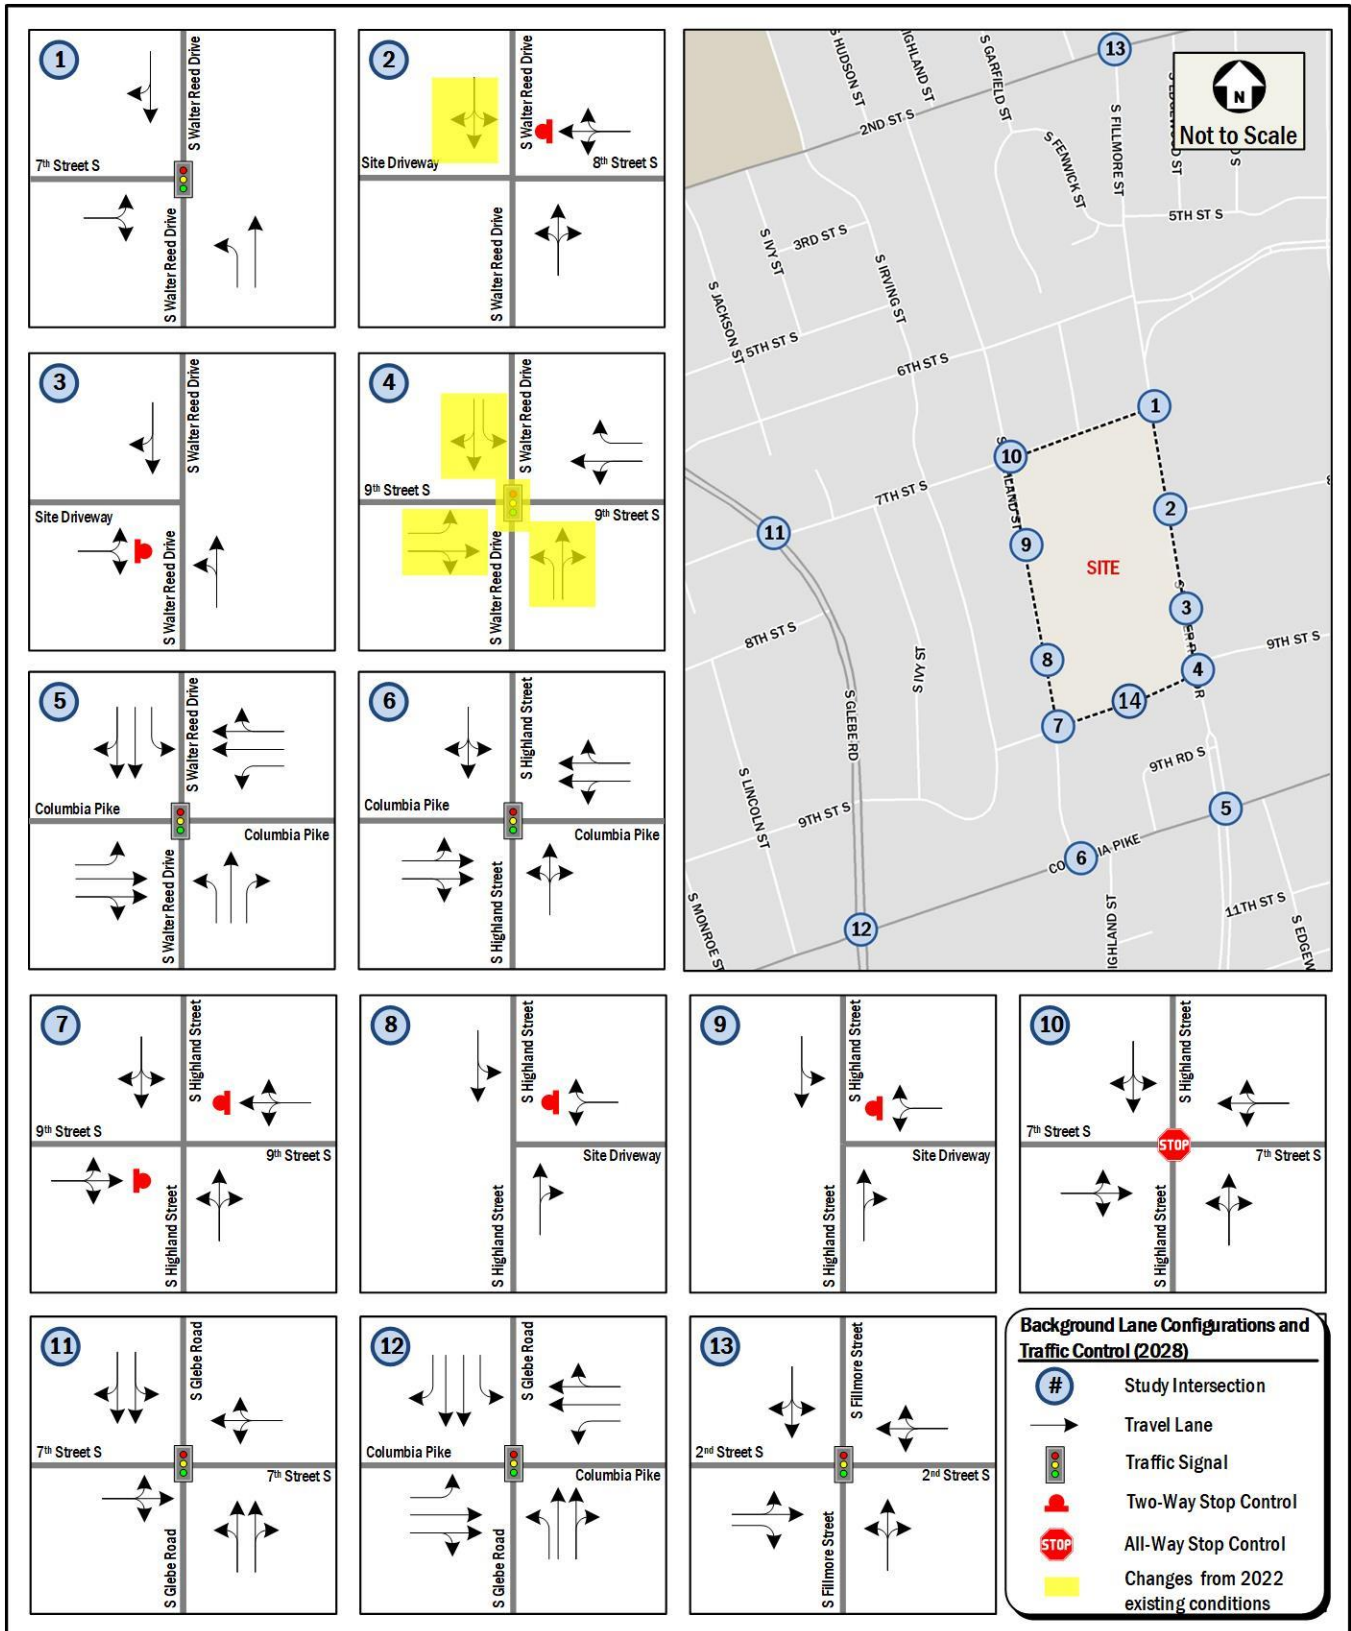 1
S Walter Reed Drive
7th Street S
S Walter Reed Drive
2
S Walter Reed Drive
Site Driveway
8th Street S
S Walter Reed Drive
3
S Walter Reed Drive
Site Driveway
S Walter Reed Drive
4
S Walter Reed Drive
9th Street S
9th Street S
S Walter Reed Drive
5
S Walter Reed Drive
Columbia Pike
Columbia Pike
S Walter Reed Drive
6
S Highland Street
Columbia Pike
Columbia Pike
S Highland Street
N
Not to Scale
13
S HUDSON ST
IGHLAND ST
S GARFIELD ST
S FILLMORE ST
2ND ST S
S FENWICK ST
5TH ST S
S IVY ST
3RD ST S
S IRVING ST
S JACKSON ST
5TH ST S
6TH ST S
1
10
7TH ST S
2
11
9
SITE
3
8TH ST S
8
S IVY ST
4
9TH ST S
14
7
S GLEBE RD
9TH RD S
S LINCOLN ST
9TH ST S
5
6
CO
IA PIKE
S MONROE ST
12
IGHLAND ST
11TH ST S
S EDGEW
7
S Highland Street
9th Street S
9th Street S
S Highland Street
8
S Highland Street
Site Driveway
S Highland Street
9
S Highland Street
Site Driveway
S Highland Street
10
S Highland Street
7th Street S
STOP
7th Street S
S Highland Street
11
S Glebe Road
7th Street S
7th Street S
S Glebe Road
12
S Glebe Road
Columbia Pike
Columbia Pike
S Glebe Road
13
S Fillmore Street
2nd Street S
2nd Street S
S Fillmore Street
Background Lane Configurations and
Traffic Control (2028)
# Study Intersection
Travel Lane
Traffic Signal
Two-Way Stop Control
STOP All-Way Stop Control
Changes from 2022
existing conditions